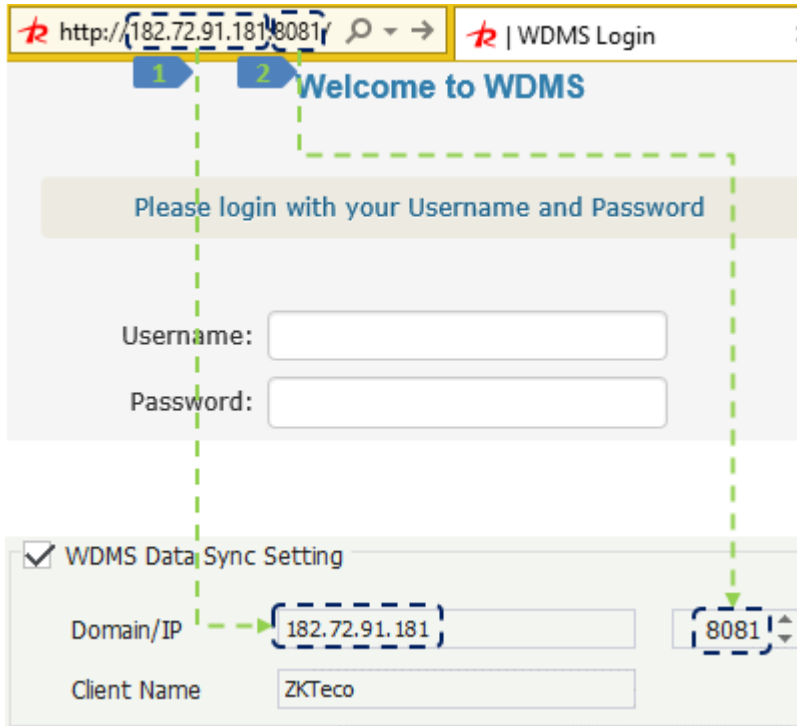 http://182.72.91.181:8081/
| WDMS Login
1
2
Welcome to WDMS
Please login with your Username and Password
Username:
Password:
WDMS Data Sync Setting
Domain/IP 182.72.91.181 8081
Client Name ZKTeco